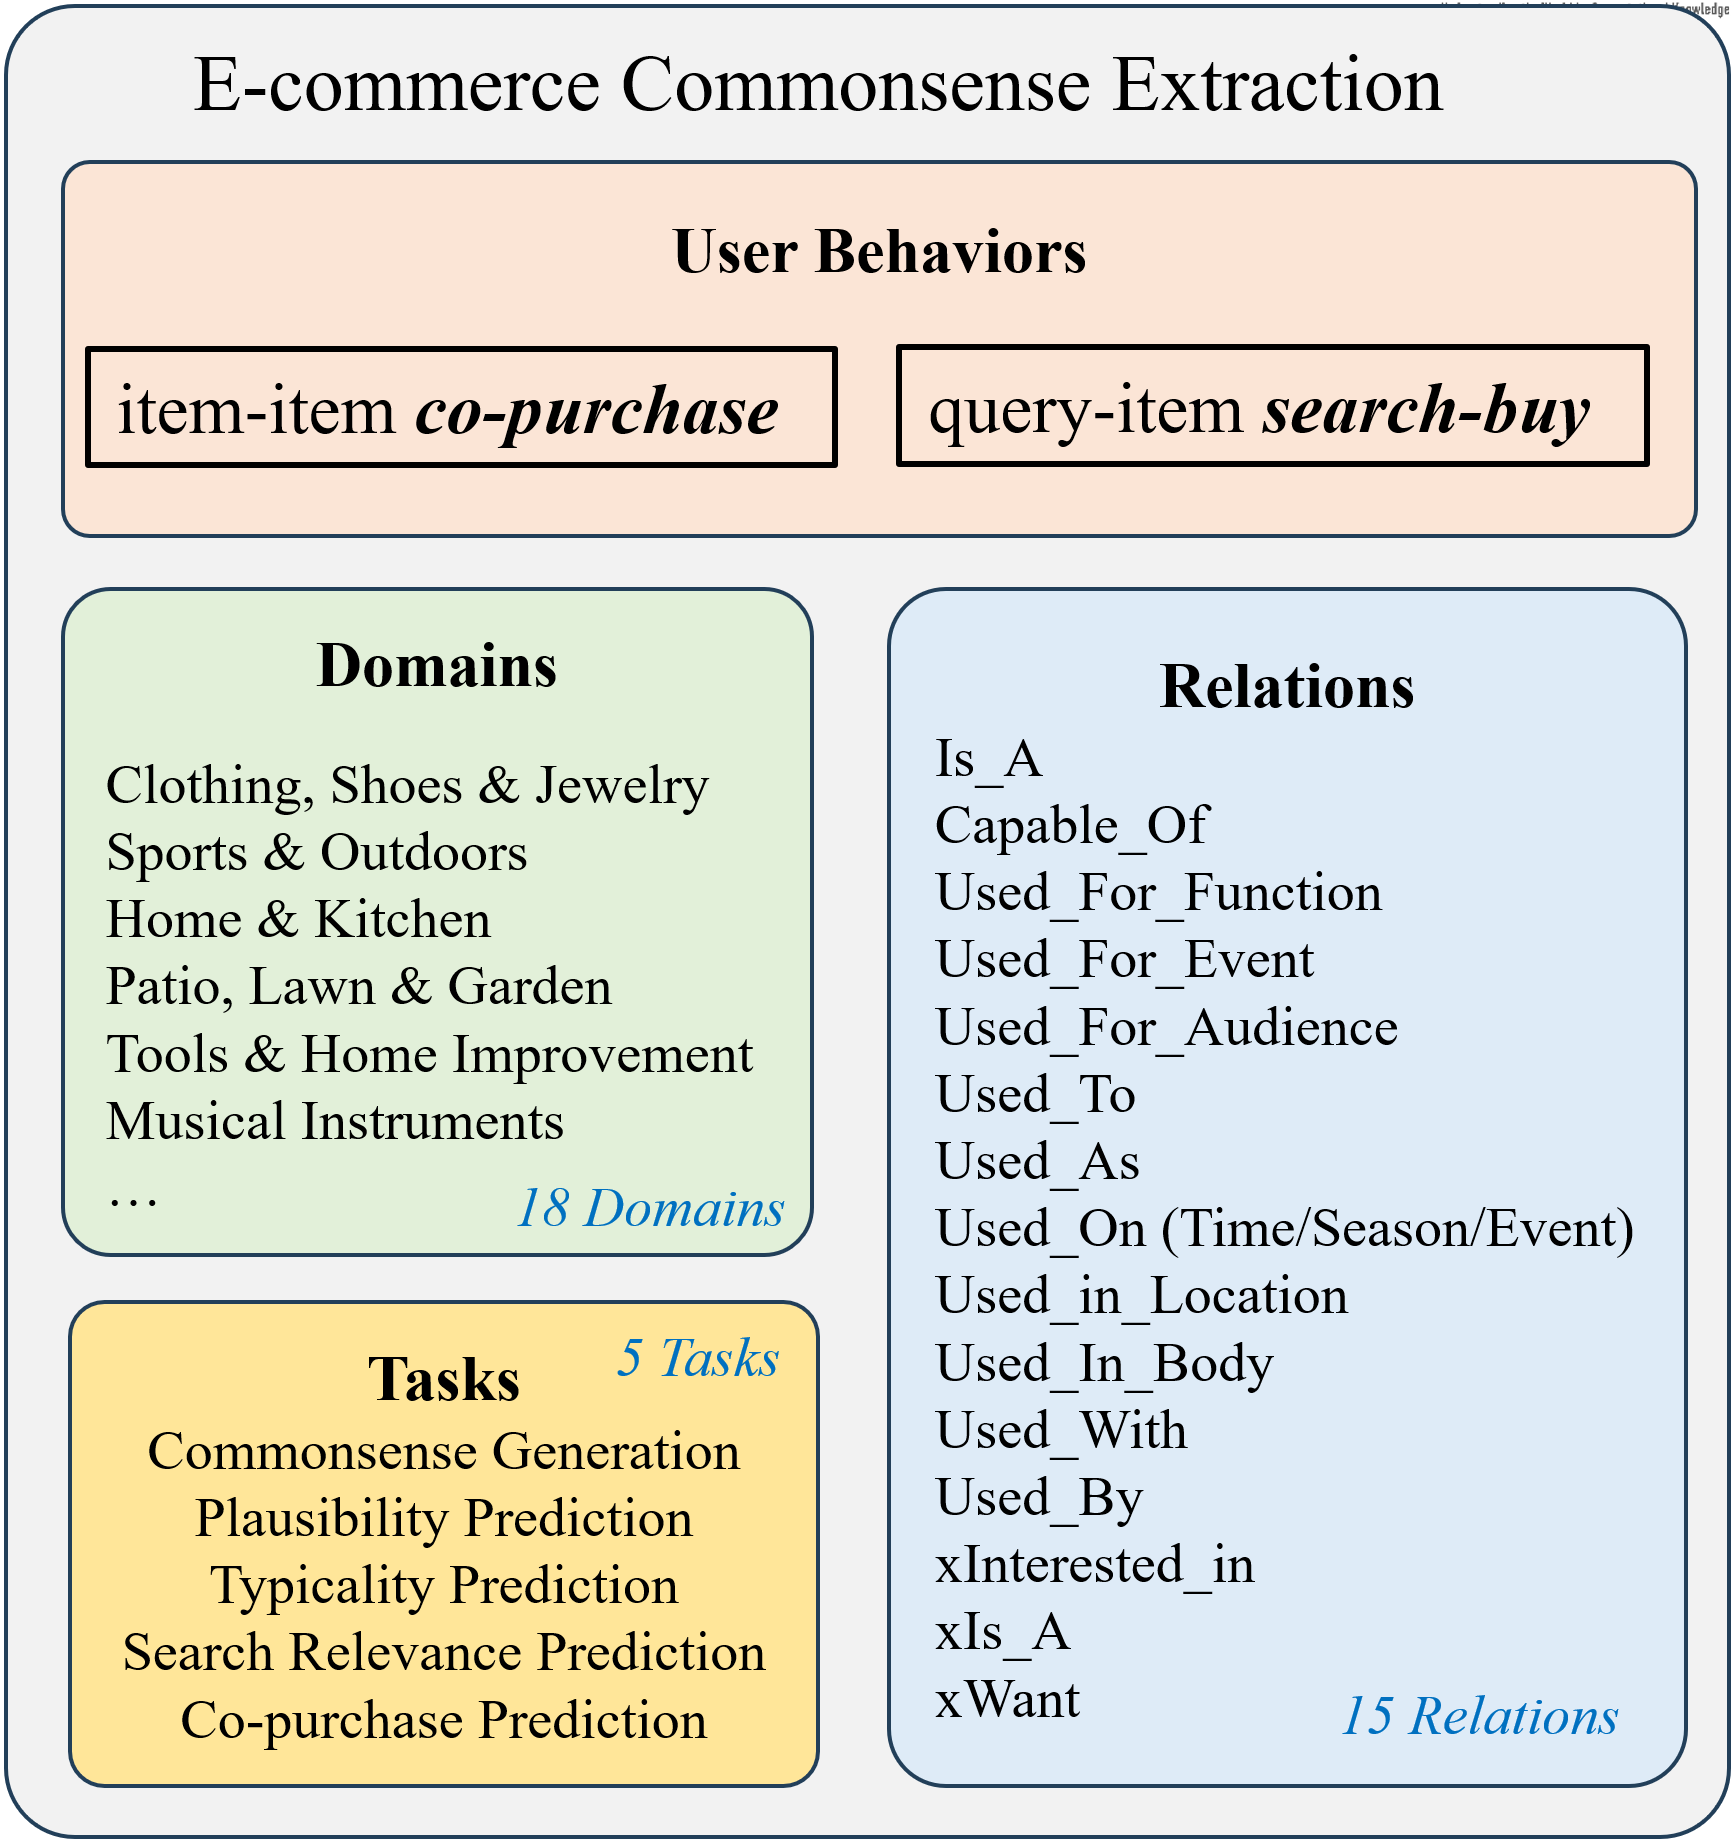 Knowledge
E-commerce Commonsense Extraction
User Behaviors
item-item co-purchase
query-item search-buy
Domains
Clothing, Shoes & Jewelry
Sports & Outdoors
Home & Kitchen
Patio, Lawn & Garden
Tools & Home Improvement
Musical Instruments
…
18 Domains
Tasks
5 Tasks
Commonsense Generation
Plausibility Prediction
Typicality Prediction
Search Relevance Prediction
Co-purchase Prediction
Relations
Is_A
Capable_Of
Used_For_Function
Used_For_Event
Used_For_Audience
Used_To
Used_As
Used_On (Time/Season/Event)
Used_in_Location
Used_In_Body
Used_With
Used_By
xInterested_in
xIs_A
xWant
15 Relations